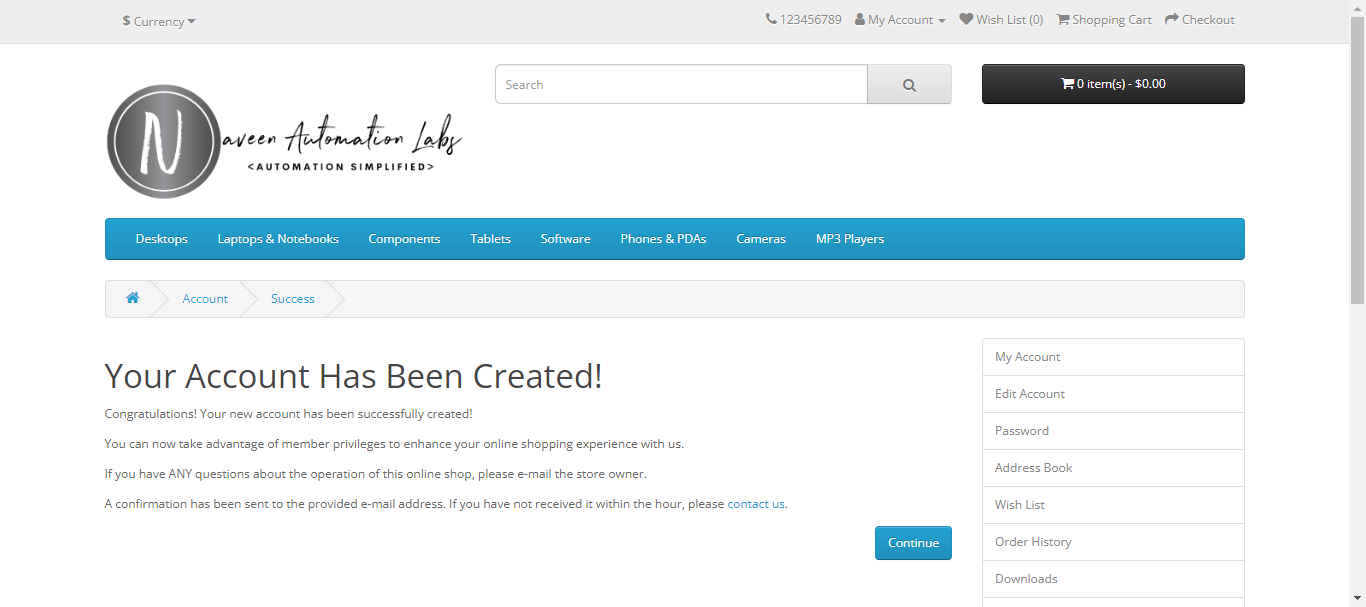 $ Currency
123456789 My Account Wish List (0) Shopping Cart Checkout
Search
0 item(s) - $0.00
N
aveen Automation Labs
<AUTOMATION SIMPLIFIED>
Desktops Laptops & Notebooks Components Tablets Software Phones & PDAs Cameras MP3 Players
Account Success
Your Account Has Been Created!
Congratulations! Your new account has been successfully created!
You can now take advantage of member privileges to enhance your online shopping experience with us.
If you have ANY questions about the operation of this online shop, please e-mail the store owner.
A confirmation has been sent to the provided e-mail address. If you have not received it within the hour, please contact us.
Continue
My Account
Edit Account
Password
Address Book
Wish List
Order History
Downloads